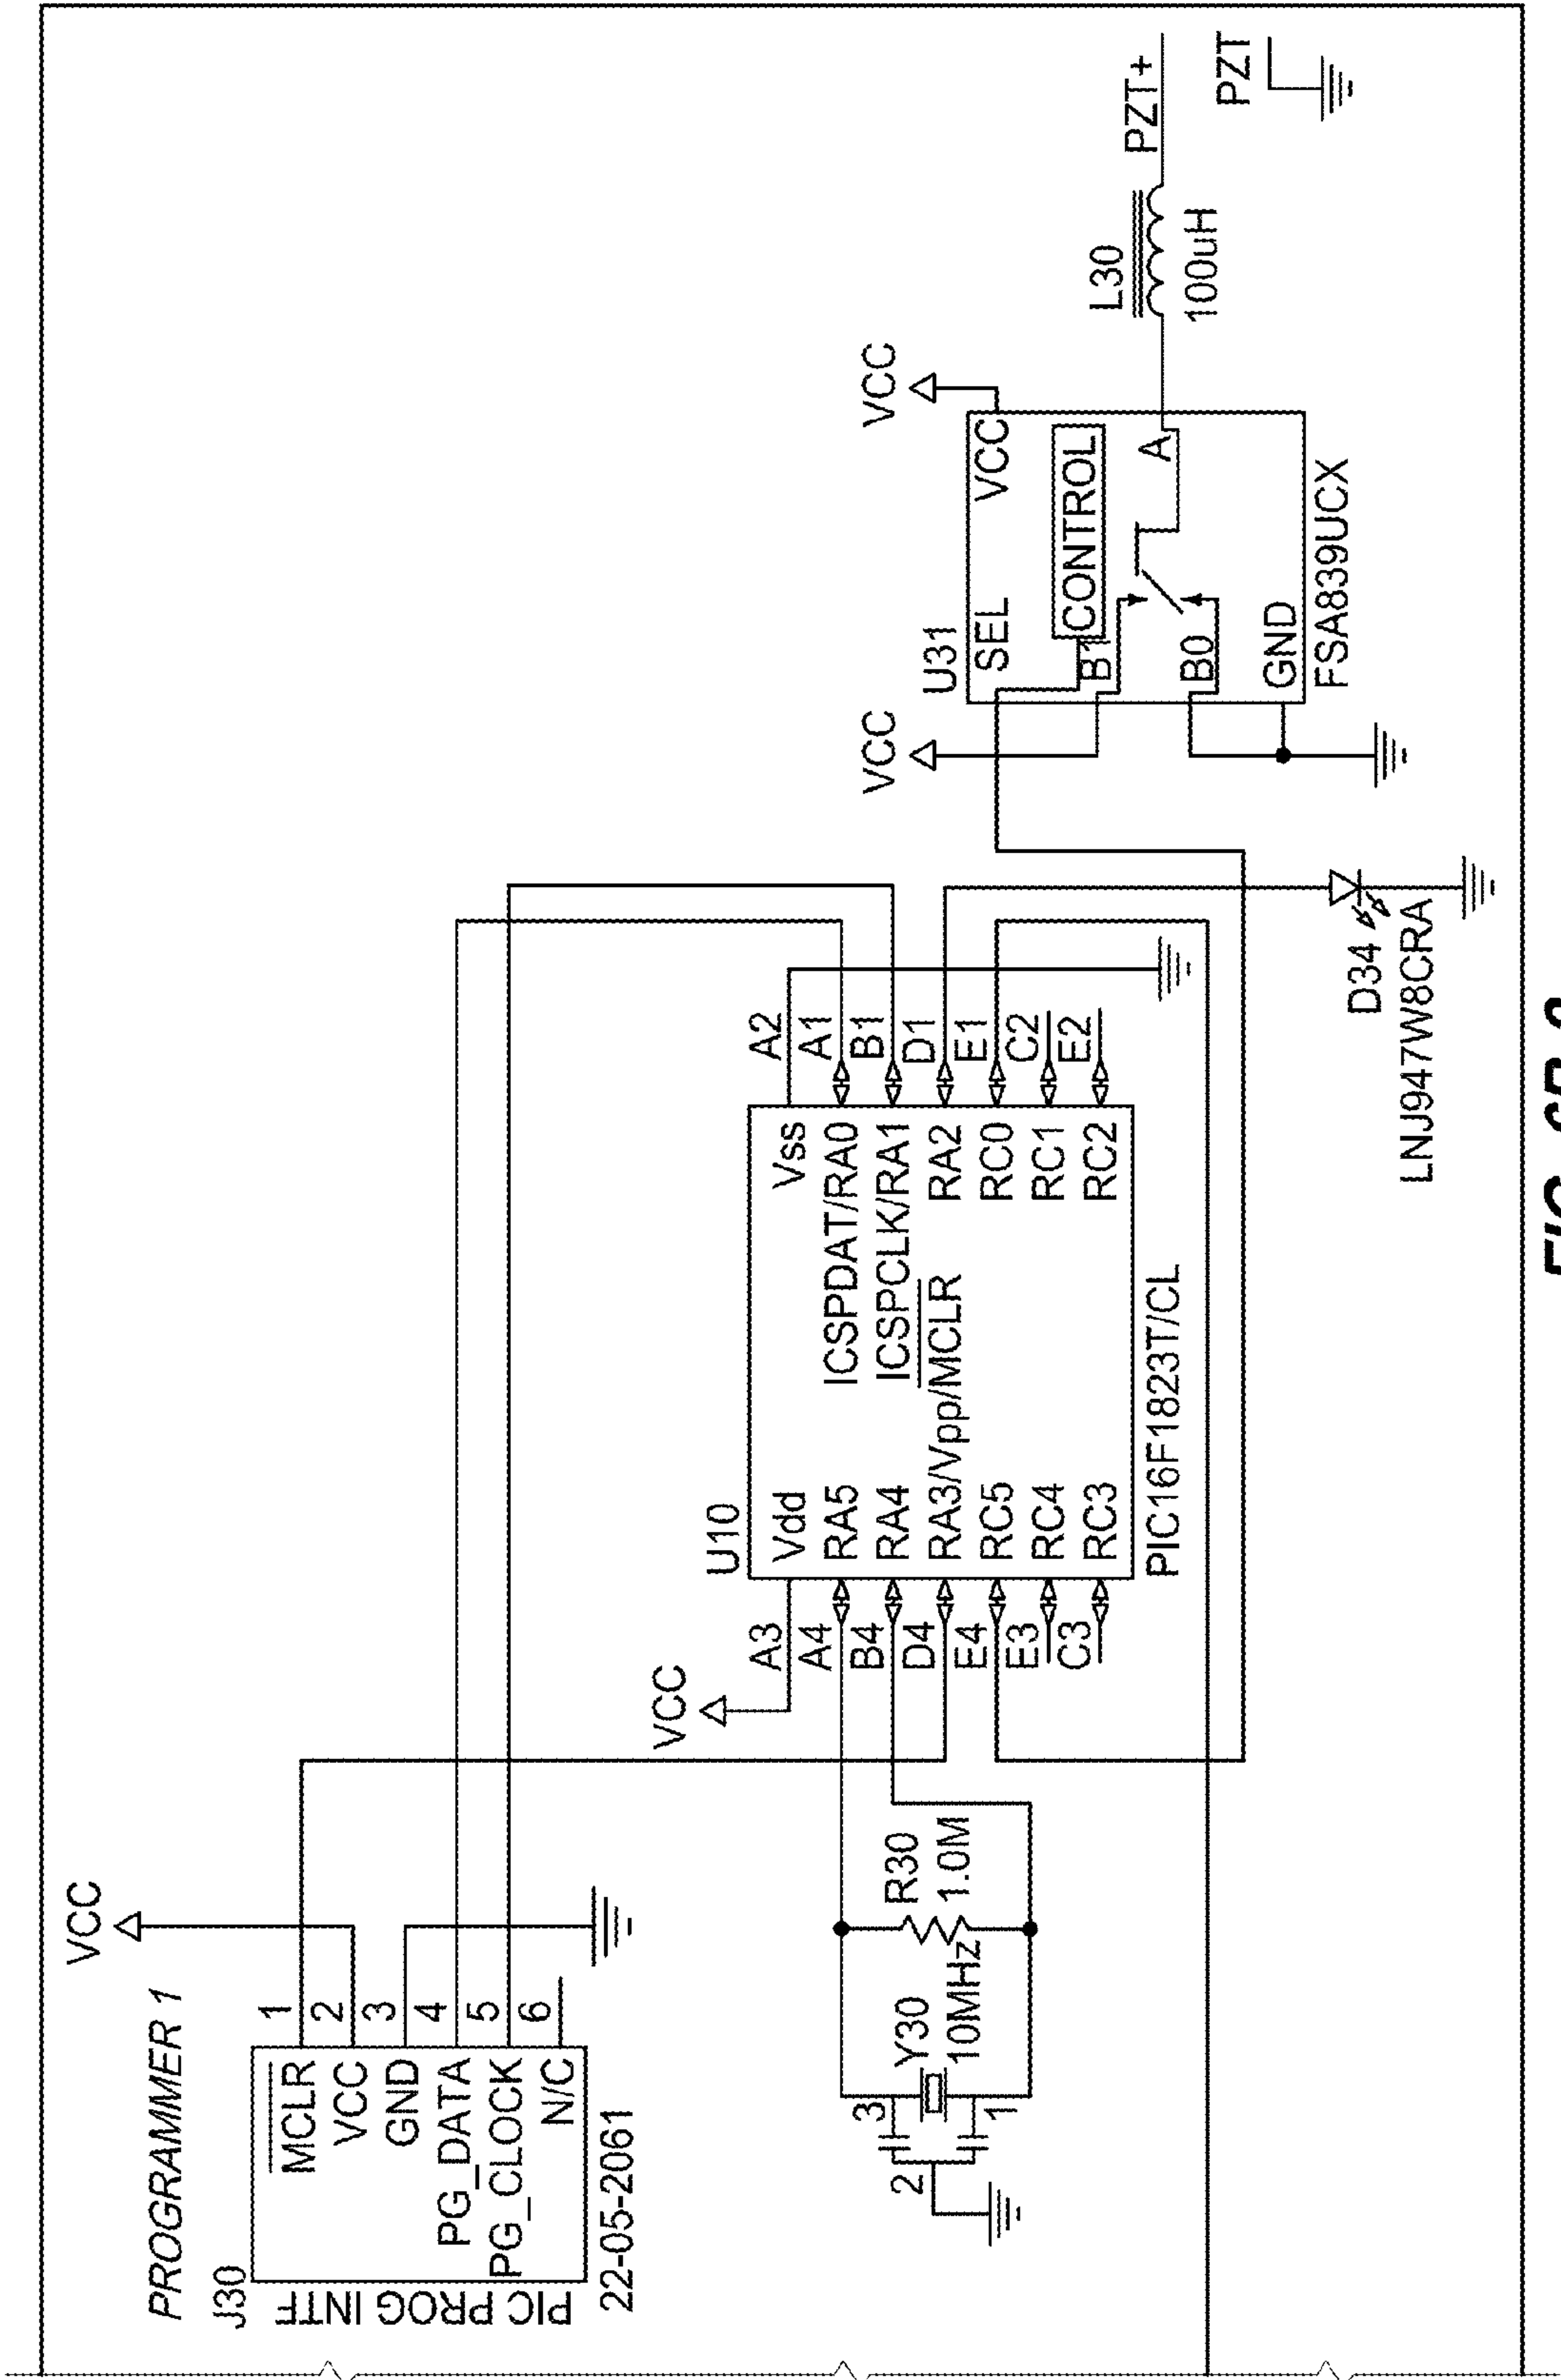 PROGRAMMER 1
J30
PIC PROG INTF
MCLR 1
VCC 2
GND 3
PG_DATA 4
PG_CLOCK 5
N/C 6
22-05-2061
VCC
3
2
1
Y30
10MHz
R30
1.0M
VCC
U10
A3 Vdd
A4 RA5
B4 RA4
D4 RA3/Vpp/MCLR
E4 RC5
E3 RC4
C3 RC3
Vss A2
ICSPDAT/RA0 A1
ICSPCLK/RA1 B1
RA2 D1
RC0 E1
RC1 C2
RC2 E2
PIC16F1823T/CL
D34
LNJ947W8CRA
VCC
U31
SEL
VCC
VCC
CONTROL
B1
A
B0
GND
FSA839UCX
L30
100uH
PZT+
PZT